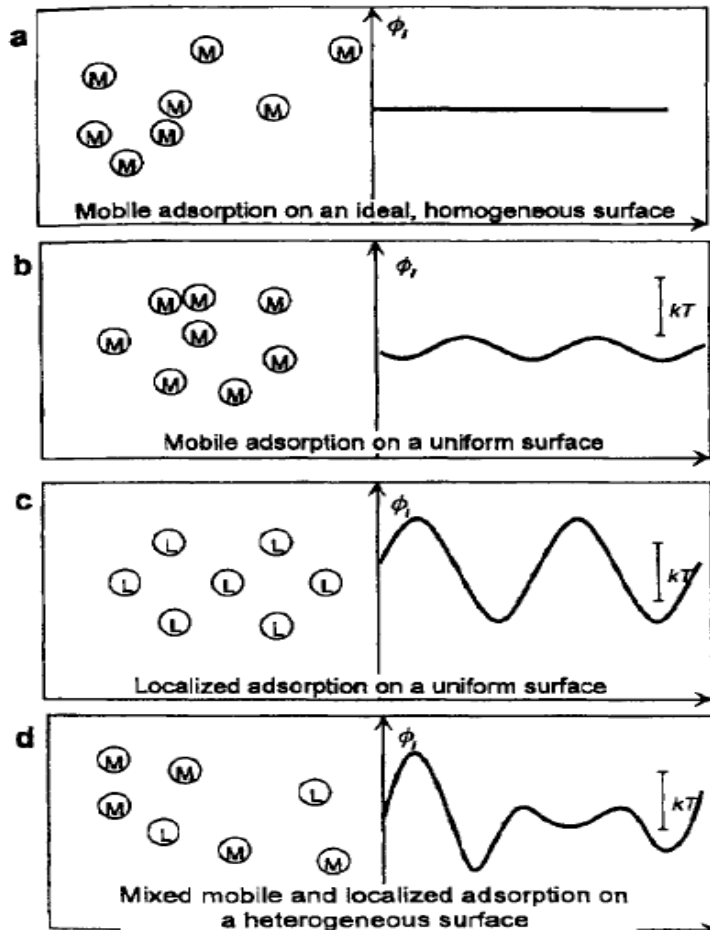 a
M M
M
M M
M M
M
ϕi
Mobile adsorption on an ideal, homogeneous surface
b
M M M
M
M
M
M
M
ϕi
kT
Mobile adsorption on a uniform surface
c
L L
L L L
L L
ϕi
kT
Localized adsorption on a uniform surface
d
M M
L
M
L
M M
ϕi
kT
Mixed mobile and localized adsorption on
a heterogeneous surface